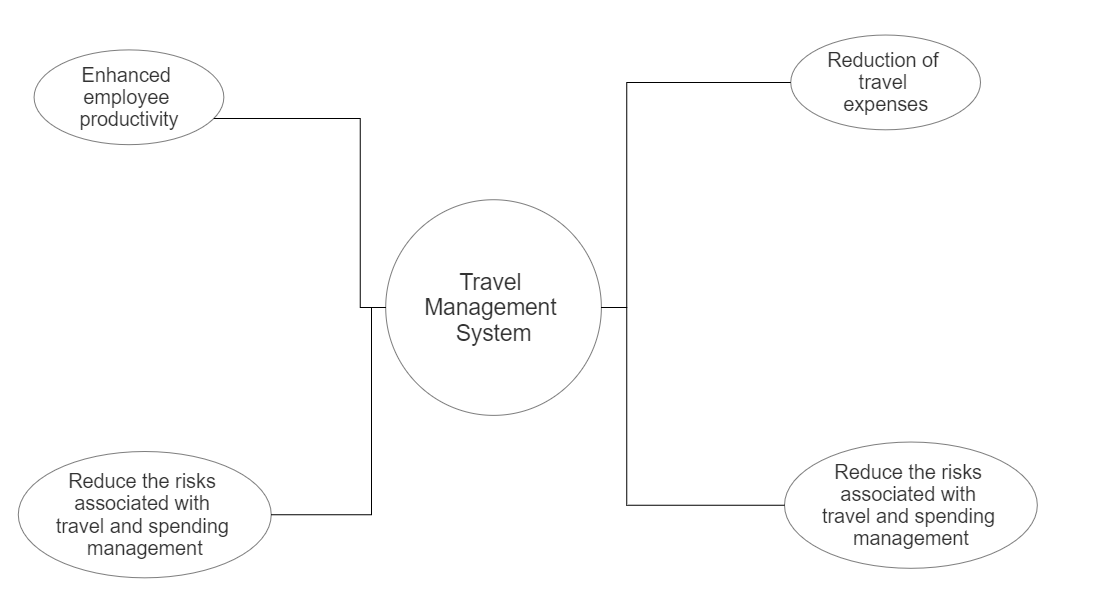 Enhanced
employee
productivity
Reduction of
travel
expenses
Travel
Management
System
Reduce the risks
associated with
travel and spending
management
Reduce the risks
associated with
travel and spending
management